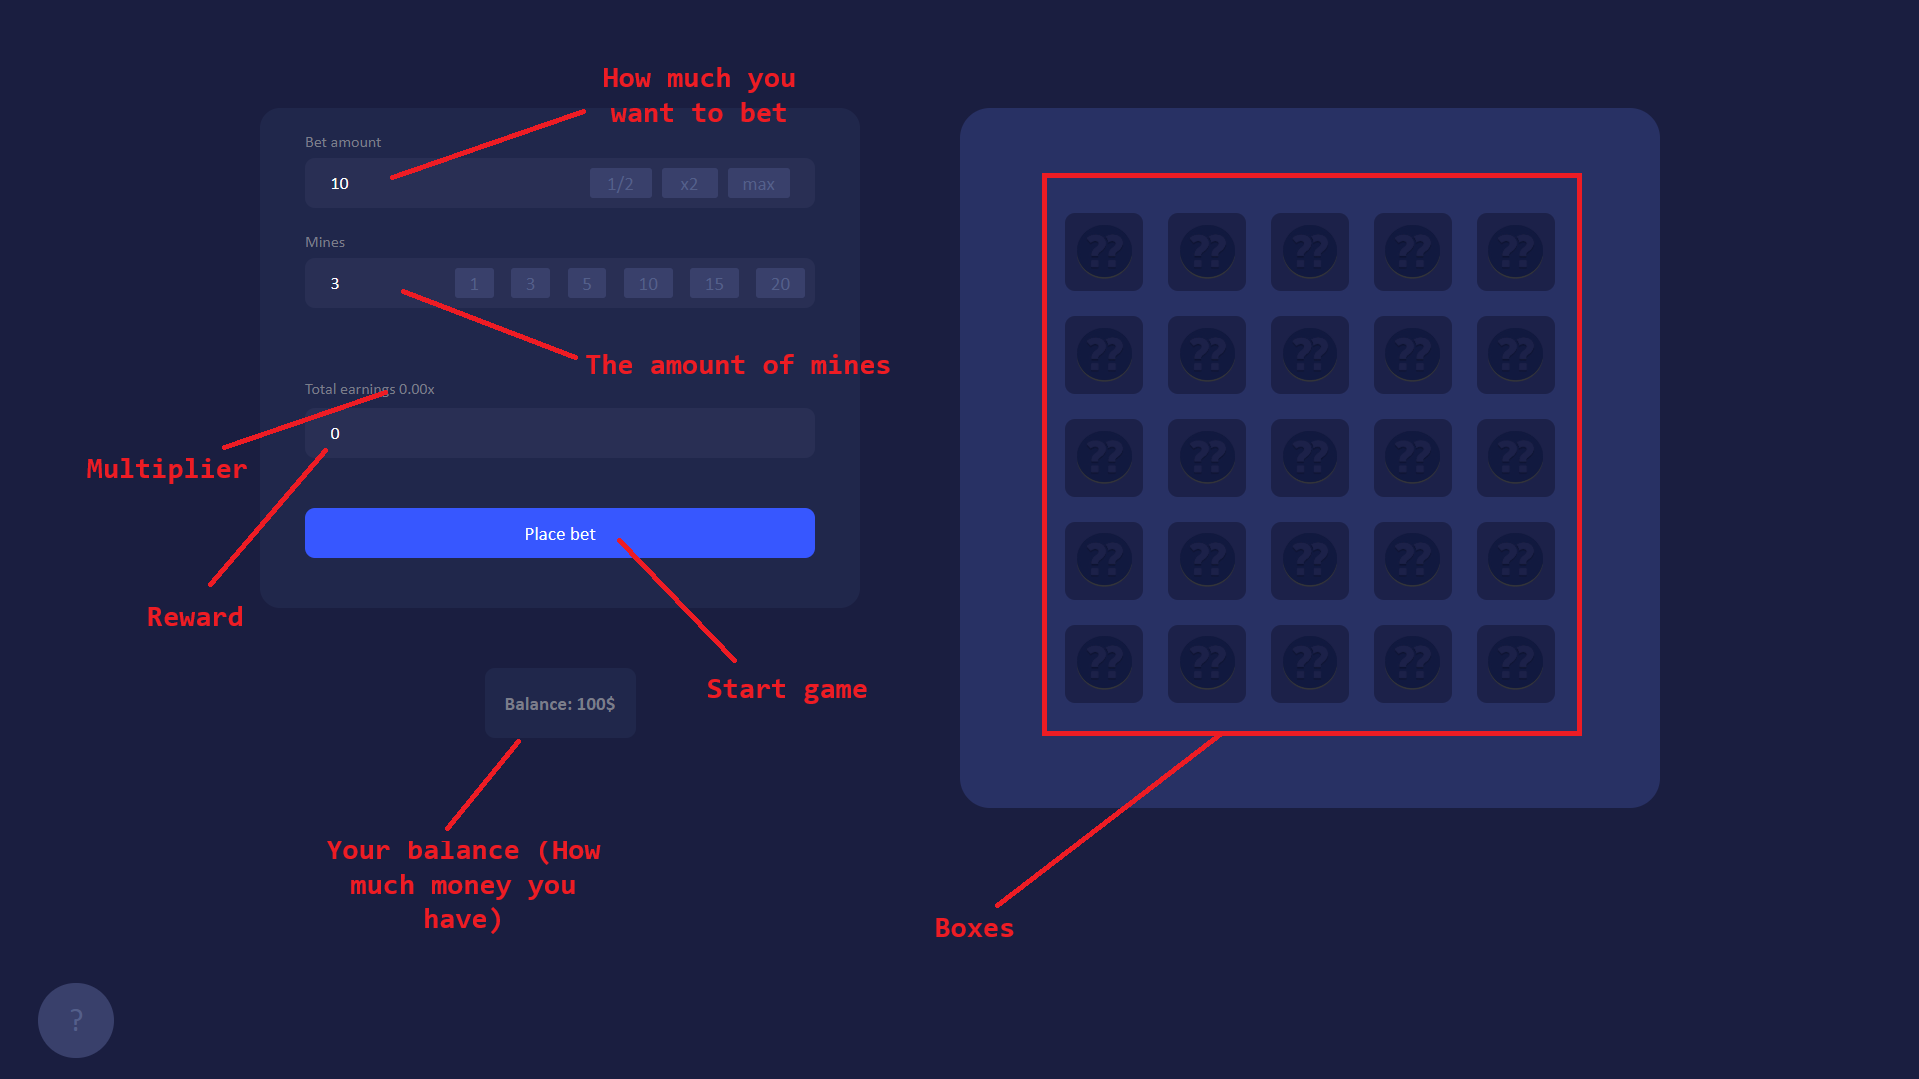 How much you
want to bet
Bet amount
10 1/2 x2 max
Mines
3 1 3 5 10 15 20
The amount of mines
Total earnings 0.00x
0
Multiplier
Place bet
Reward
Start game
Balance: 100$
Your balance (How
much money you
have)
?? ?? ?? ?? ??
?? ?? ?? ?? ??
?? ?? ?? ?? ??
?? ?? ?? ?? ??
?? ?? ?? ?? ??
Boxes
?